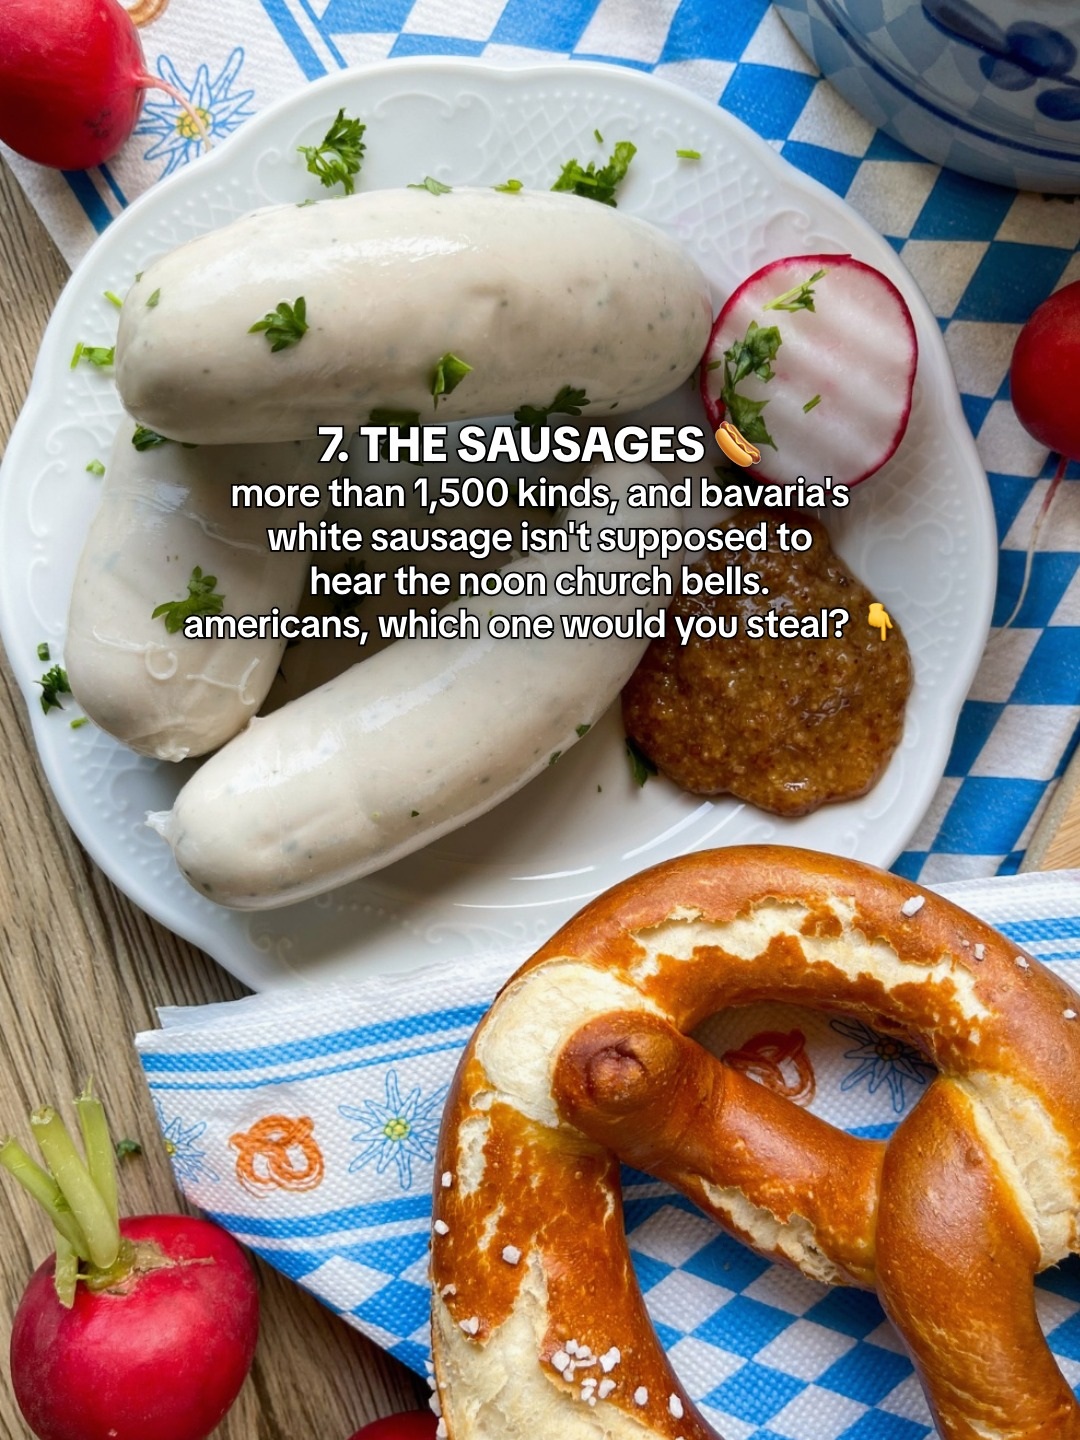 7. THE SAUSAGES 🌭
more than 1,500 kinds, and bavaria's
white sausage isn't supposed to
hear the noon church bells.
americans, which one would you steal? 👇